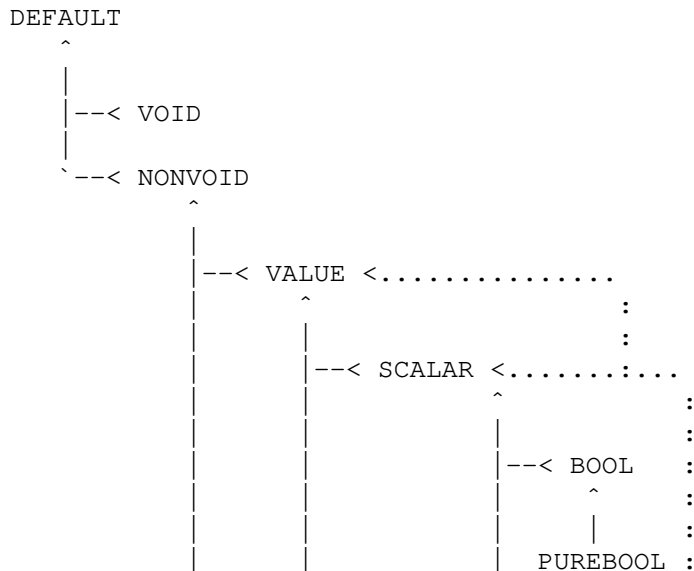 DEFAULT
^
|
|--< VOID
|
`--< NONVOID
^
|
|--< VALUE <...............
| ^ :
| | :
| |--< SCALAR <.......:...
| | ^ :
| | | :
| | |--< BOOL :
| | | ^ :
| | | | :
| | | PUREBOOL :